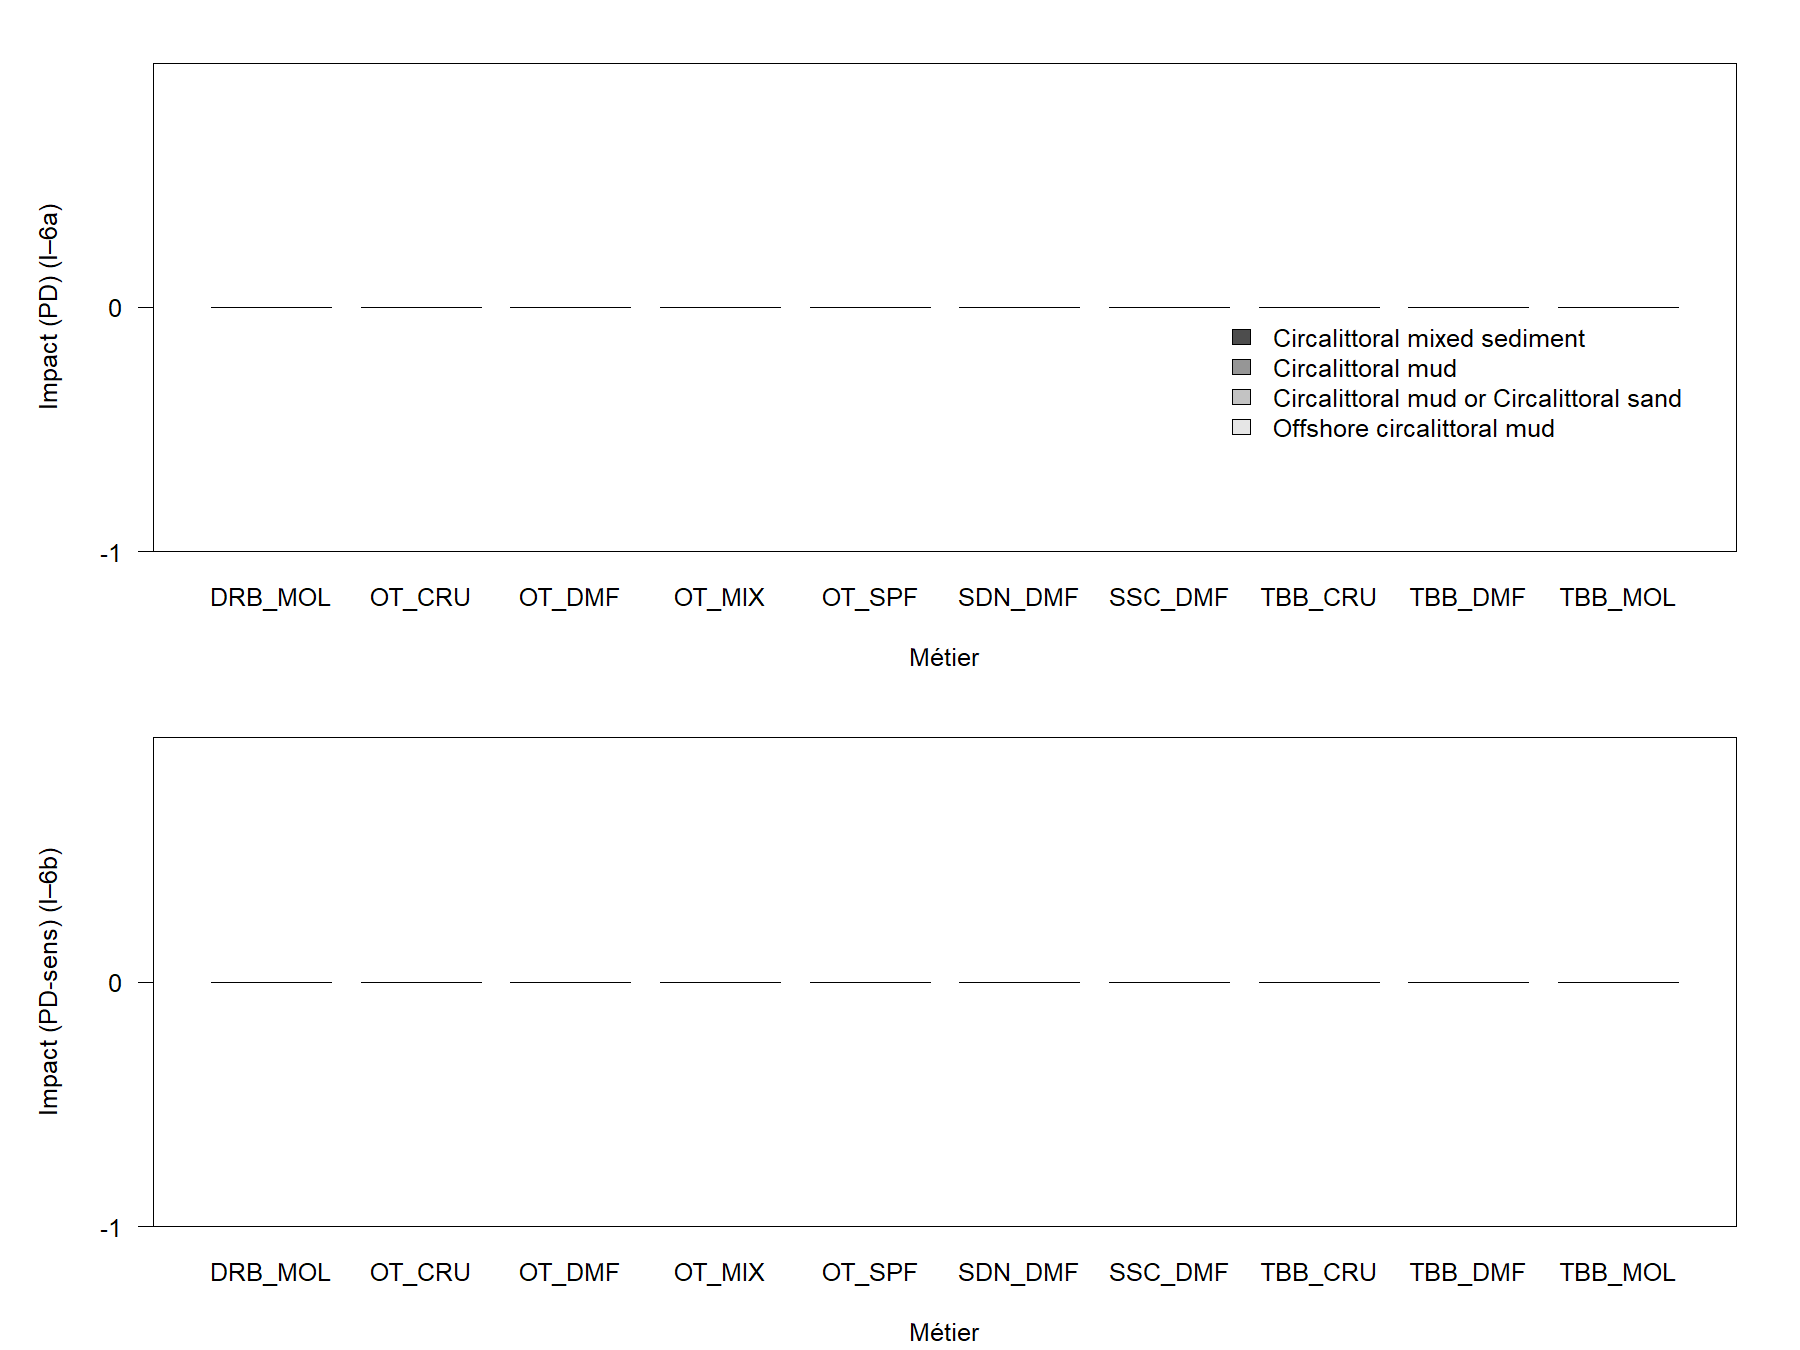 Impact (PD) (I–6a)
0
-1
Circalittoral mixed sediment
Circalittoral mud
Circalittoral mud or Circalittoral sand
Offshore circalittoral mud
DRB_MOL OT_CRU OT_DMF OT_MIX OT_SPF SDN_DMF SSC_DMF TBB_CRU TBB_DMF TBB_MOL
Métier
Impact (PD-sens) (I–6b)
0
-1
DRB_MOL OT_CRU OT_DMF OT_MIX OT_SPF SDN_DMF SSC_DMF TBB_CRU TBB_DMF TBB_MOL
Métier